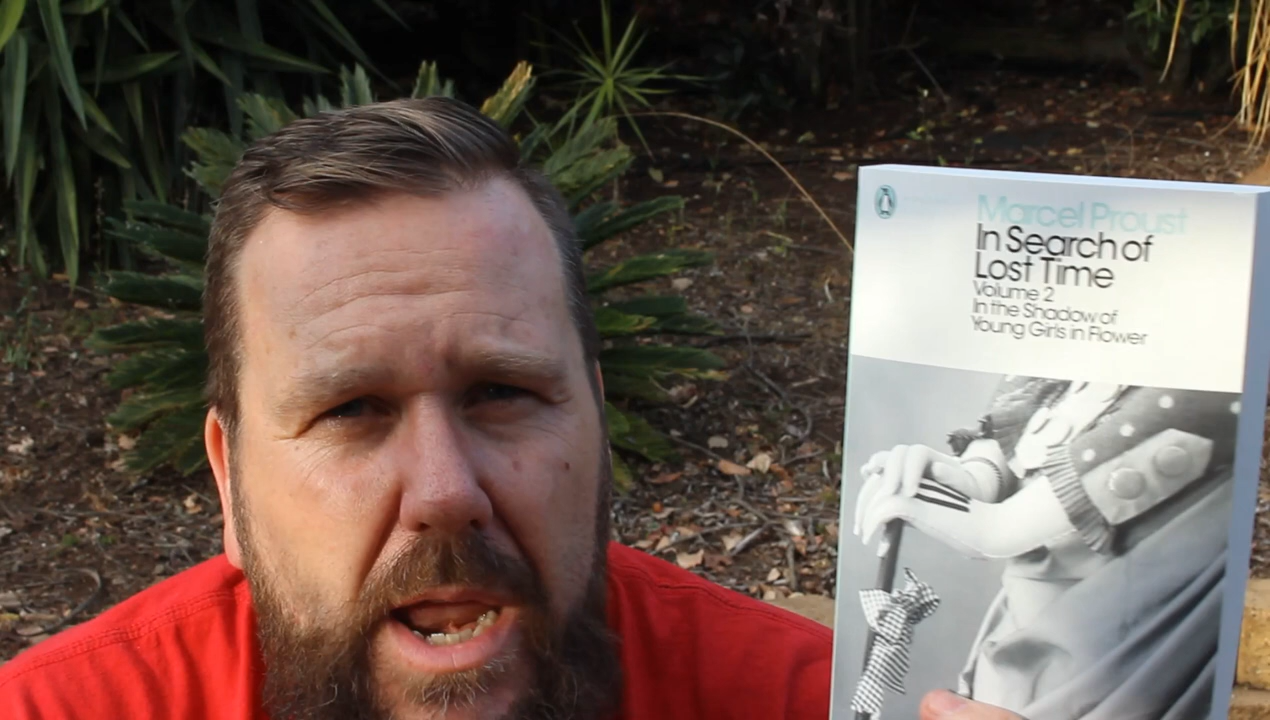 Marcel Proust
In Search of
Lost Time
Volume 2
In the Shadow of
Young Girls in Flower